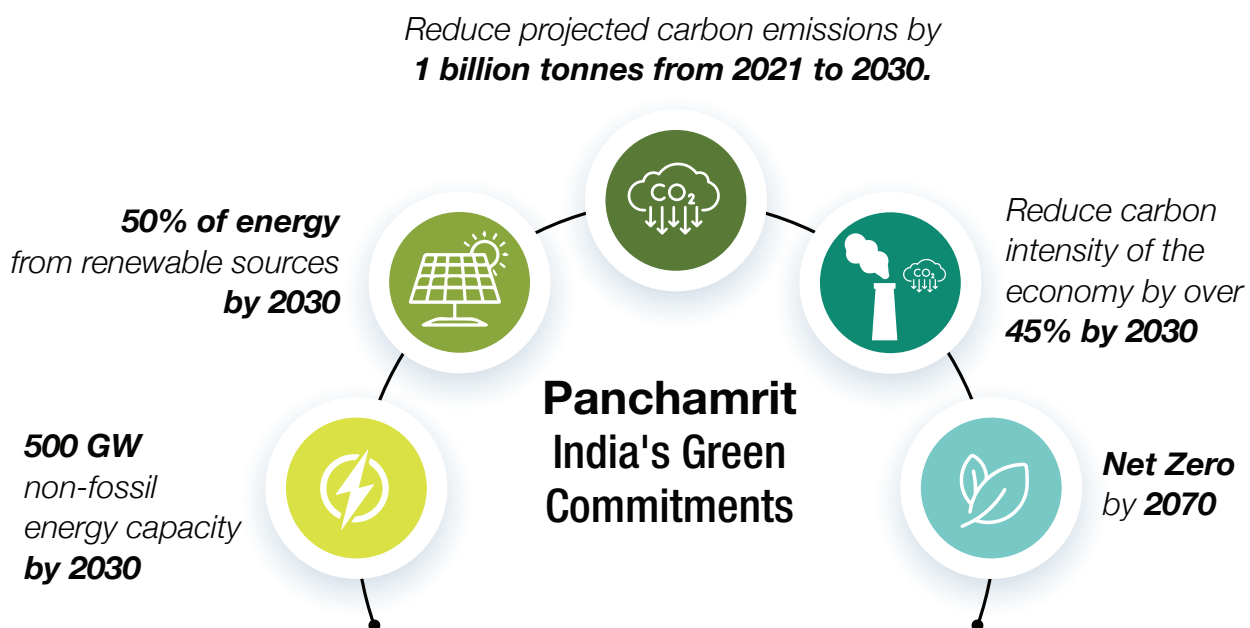 Reduce projected carbon emissions by
1 billion tonnes from 2021 to 2030.
CO₂
50% of energy
from renewable sources
by 2030
CO₂
Reduce carbon
intensity of the
economy by over
45% by 2030
Panchamrit
India's Green
Commitments
500 GW
non-fossil
energy capacity
by 2030
Net Zero
by 2070